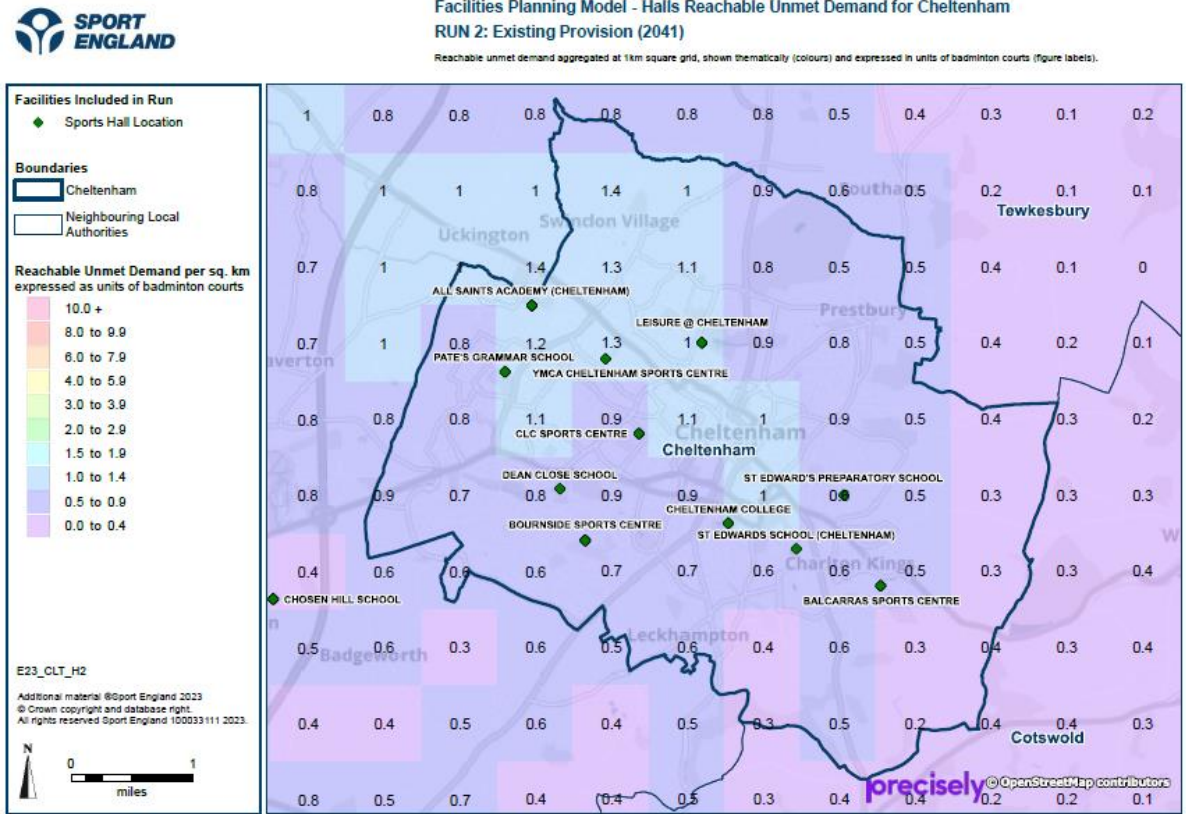 SPORT
ENGLAND
Facilities Planning Model - Halls Reachable Unmet Demand for Cheltenham
RUN 2: Existing Provision (2041)
Reachable unmet demand aggregated at 1km square grid, shown thematically (colours) and expressed in units of badminton courts (figure labels).
Facilities Included in Run
Sports Hall Location
Boundaries
Cheltenham
Neighbouring Local
Authorities
Reachable Unmet Demand per sq. km
expressed as units of badminton courts
10.0 +
8.0 to 9.9
6.0 to 7.9
4.0 to 5.9
3.0 to 3.9
2.0 to 2.9
1.5 to 1.9
1.0 to 1.4
0.5 to 0.9
0.0 to 0.4
E23_CLT_H2
Additional material ®Sport England 2023
© Crown copyright and database right.
All rights reserved Sport England 100033111 2023.
N
0 1
miles
1 0.8 0.8 0.8 0.8 0.8 0.8 0.5 0.4 0.3 0.1 0.2
0.8 1 1 1 1.4 1 0.9 0.6 0.5 0.2 0.1 0.1
Tewkesbury
Swindon Village
Uckington
0.7 1 1.4 1.3 1.1 0.8 0.5 0.5 0.4 0.1 0
ALL SAINTS ACADEMY (CHELTENHAM)
Prestbury
LEISURE @ CHELTENHAM
0.7 1 0.8 1.2 1.3 1 0.9 0.8 0.5 0.4 0.2 0.1
PATE'S GRAMMAR SCHOOL
YMCA CHELTENHAM SPORTS CENTRE
0.8 0.8 0.8 1.1 0.9 1.1 1 0.9 0.5 0.4 0.3 0.2
CLC SPORTS CENTRE
Cheltenham
Cheltenham
DEAN CLOSE SCHOOL
ST EDWARD'S PREPARATORY SCHOOL
0.8 0.9 0.7 0.8 0.9 0.9 1 0.5 0.3 0.3 0.3
CHELTENHAM COLLEGE
BOURNSIDE SPORTS CENTRE
ST EDWARDS SCHOOL (CHELTENHAM)
Charlton Kings
0.4 0.6 0.6 0.6 0.7 0.7 0.6 0.6 0.5 0.3 0.3 0.4
CHOSEN HILL SCHOOL
BALCARRAS SPORTS CENTRE
Leckhampton
0.5 0.6 0.3 0.6 0.5 0.6 0.4 0.6 0.3 0.4 0.3 0.4
Badgeworth
0.4 0.4 0.5 0.6 0.4 0.5 0.3 0.5 0.2 0.4 0.4 0.3
Cotswold
precisely © OpenStreetMap contributors
0.8 0.5 0.7 0.4 0.4 0.5 0.3 0.4 0.4 0.2 0.2 0.1